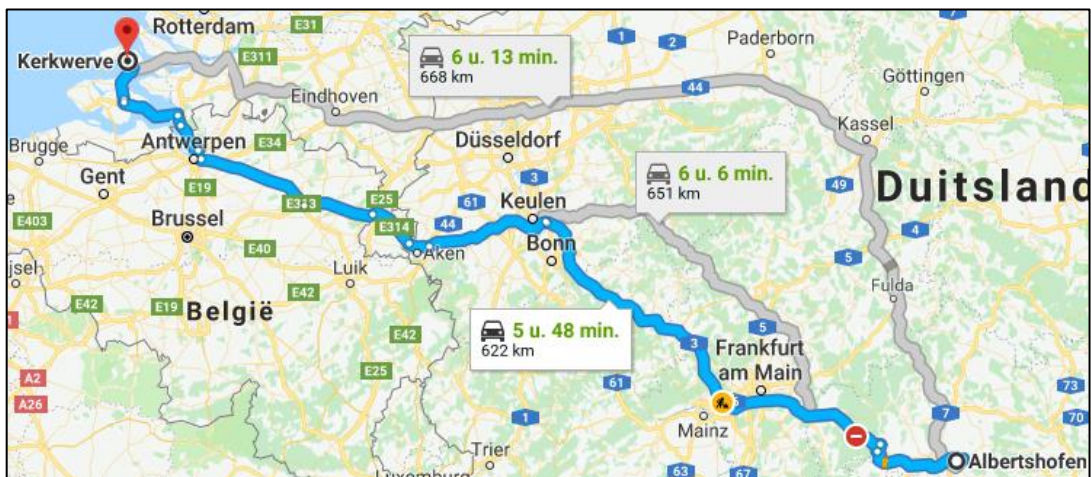 Rotterdam
E31
7
Kerkwerve
E311
6 u. 13 min.
668 km
1
2
Paderborn
Göttingen
Eindhoven
44
Kassel
Düsseldorf
Brugge
Antwerpen
E34
3
6 u. 6 min.
651 km
49
Duitsland
Gent
E19
E25
61
Keulen
E403
Brussel
E313
E314
44
4
E40
Aken
Bonn
5
ijsel
Luik
Fulda
E42
E19
E42
België
5 u. 48 min.
622 km
E42
3
5
Frankfurt
am Main
A2
E25
61
73
A26
1
Mainz
7
70
Trier
Albertshofen
Luxemburg
63
67